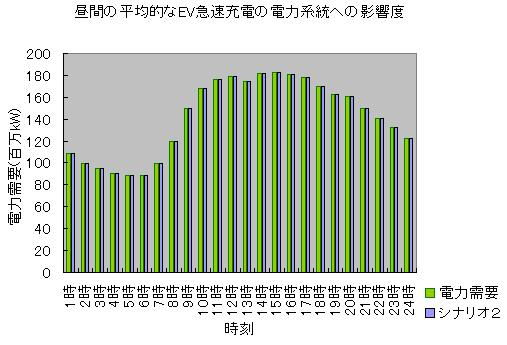 昼間の平均的なEV急速充電の電力系統への影響度
電力需要(百万kW)
200
180
160
140
120
100
80
60
40
20
0
1時
2時
3時
4時
5時
6時
7時
8時
9時
10時
11時
12時
13時
14時
15時
16時
17時
18時
19時
20時
21時
22時
23時
24時
時刻
電力需要
シナリオ2